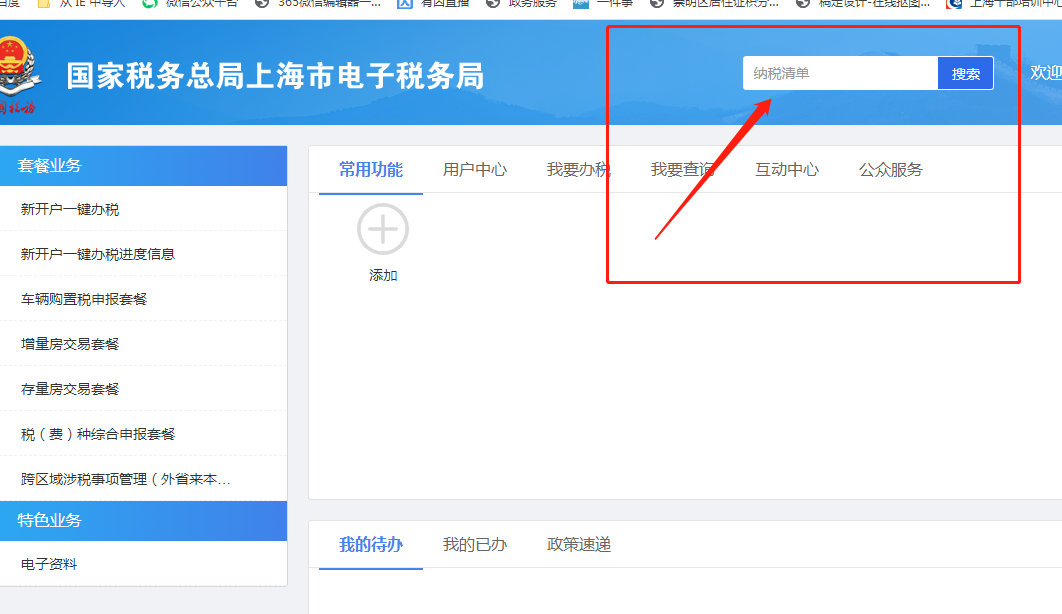 从 IE 中导入
微信公众平台
365微信编辑器一...
有因直播
政务服务
一件事
崇明区居住证积分...
稿定设计-在线抠图...
上海干部培训中心
国家税务总局上海市电子税务局
纳税清单
搜索
欢迎
套餐业务
新开户一键办税
新开户一键办税进度信息
车辆购置税申报套餐
增量房交易套餐
存量房交易套餐
税（费）种综合申报套餐
跨区域涉税事项管理（外省来本...
特色业务
电子资料
常用功能
用户中心
我要办税
我要查询
互动中心
公众服务
添加
我的待办
我的已办
政策速递